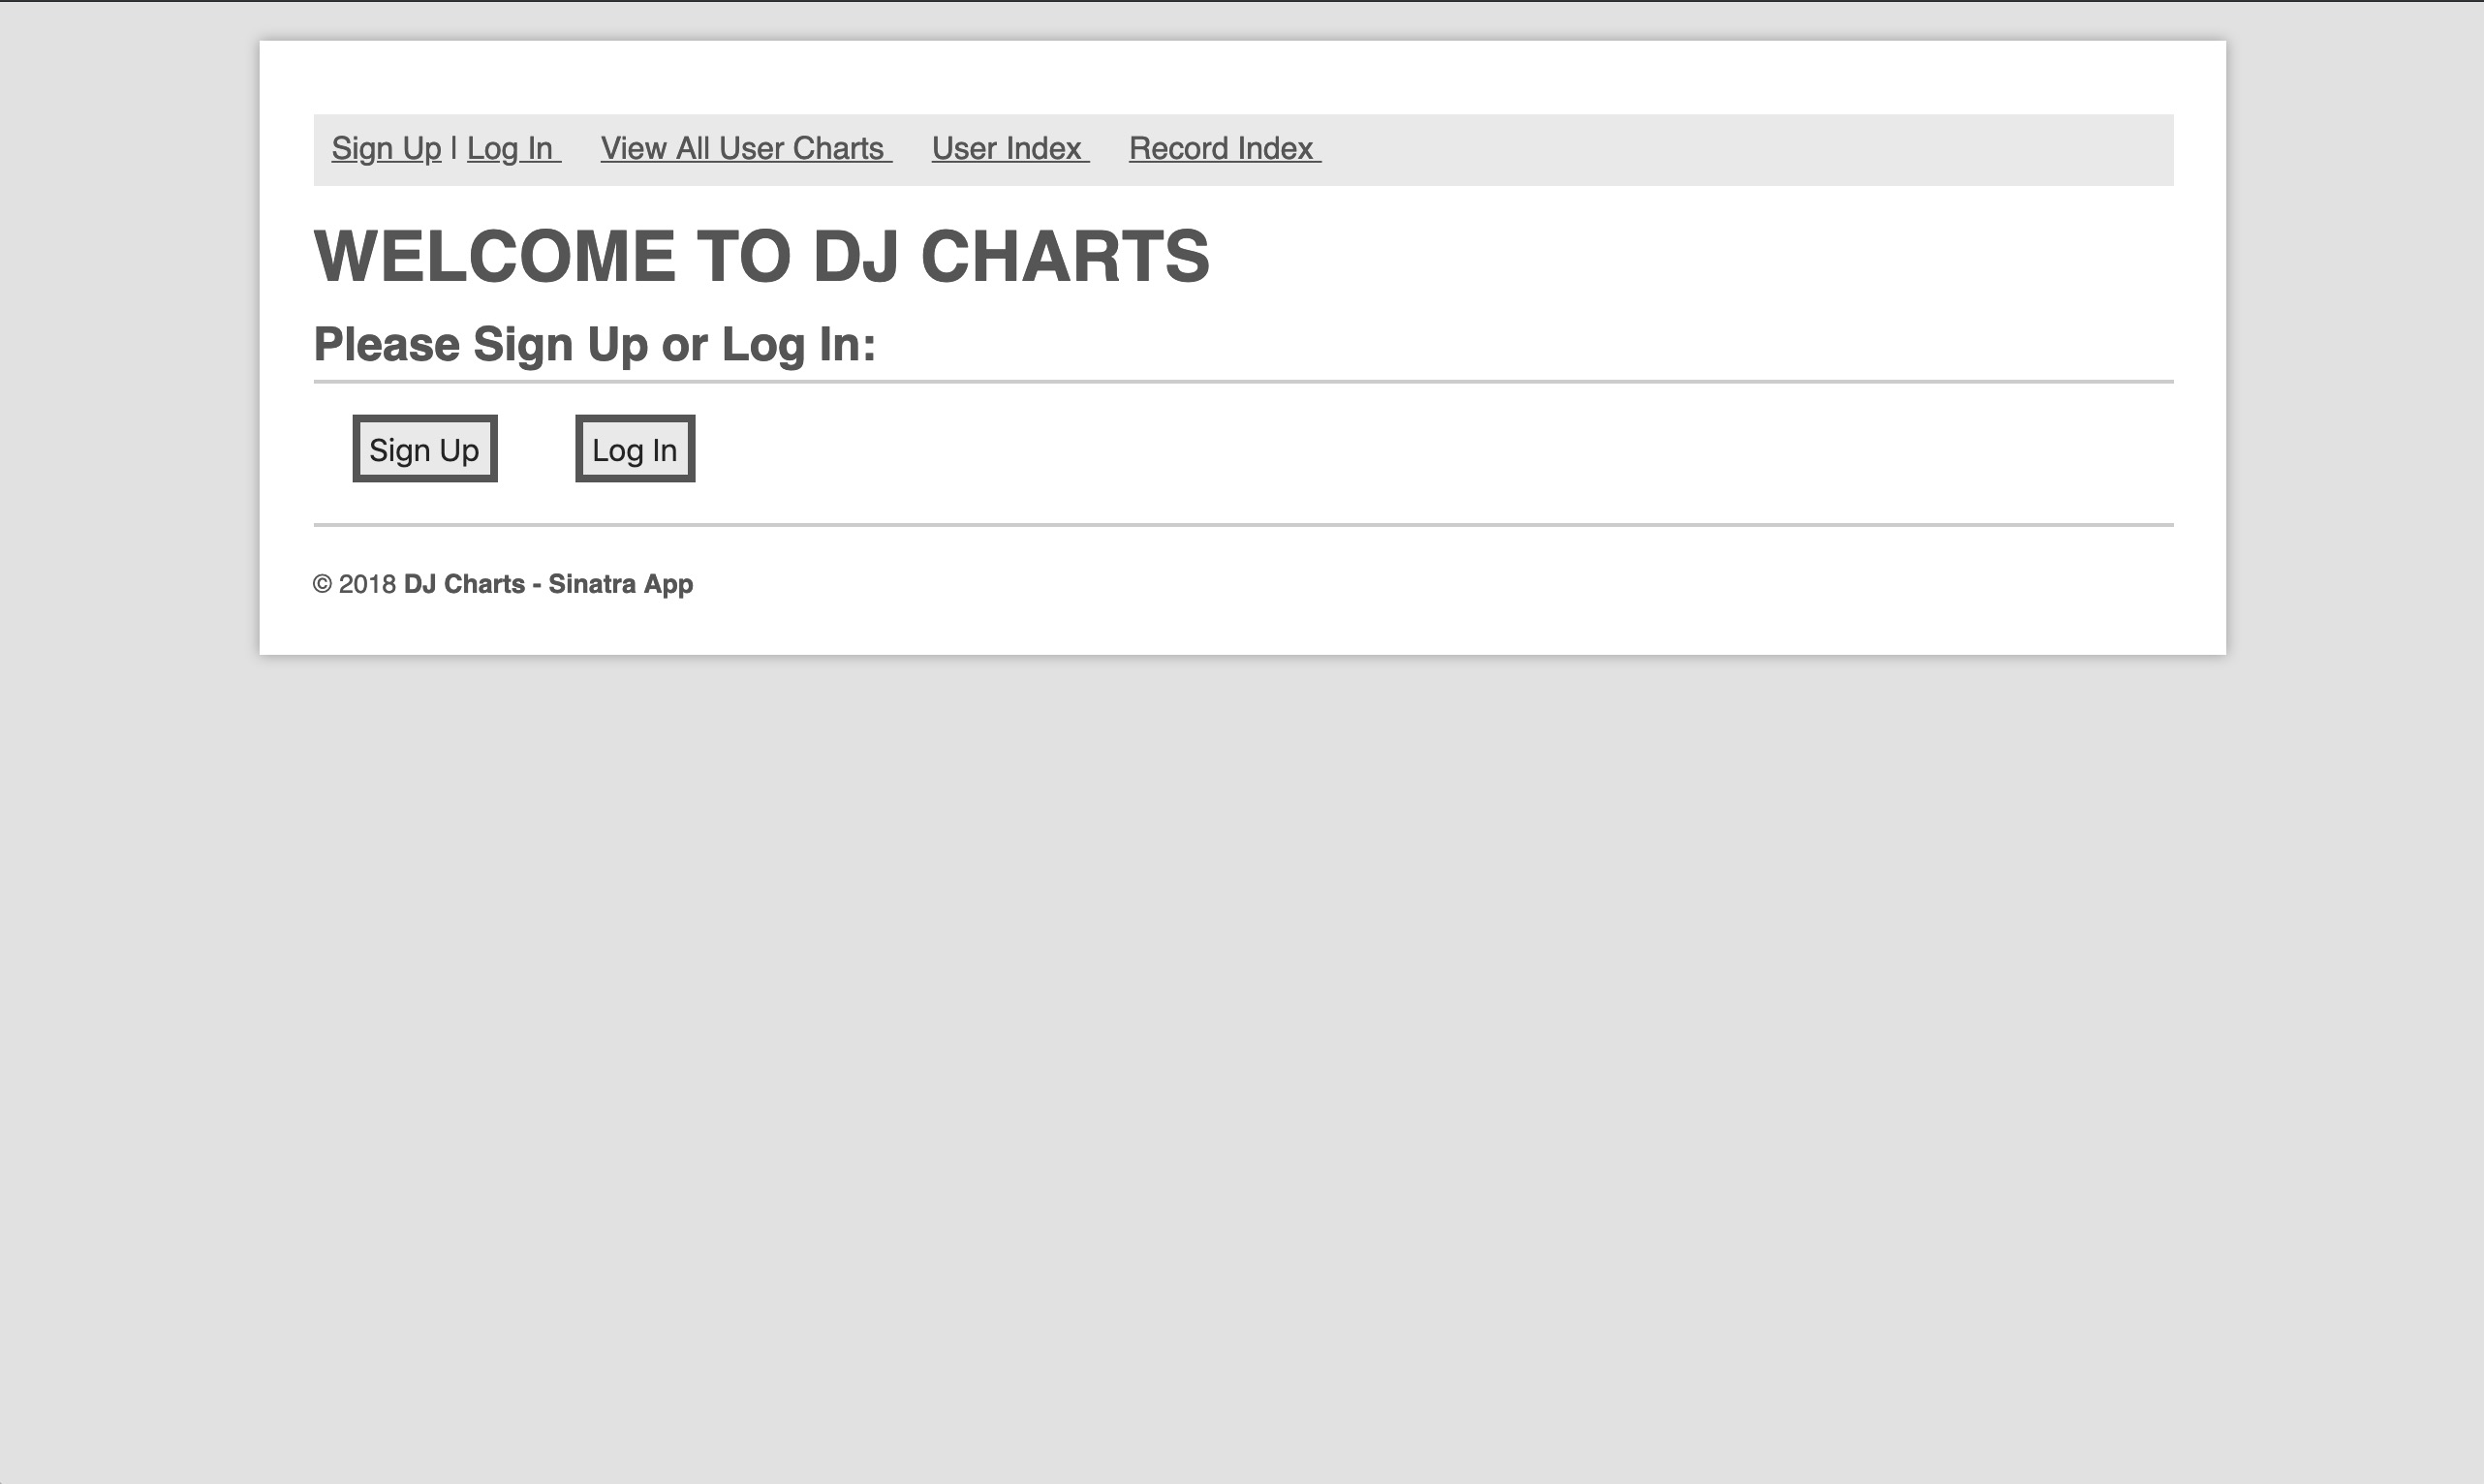 Sign Up | Log In View All User Charts User Index Record Index
WELCOME TO DJ CHARTS
Please Sign Up or Log In:
Sign Up Log In
© 2018 DJ Charts - Sinatra App